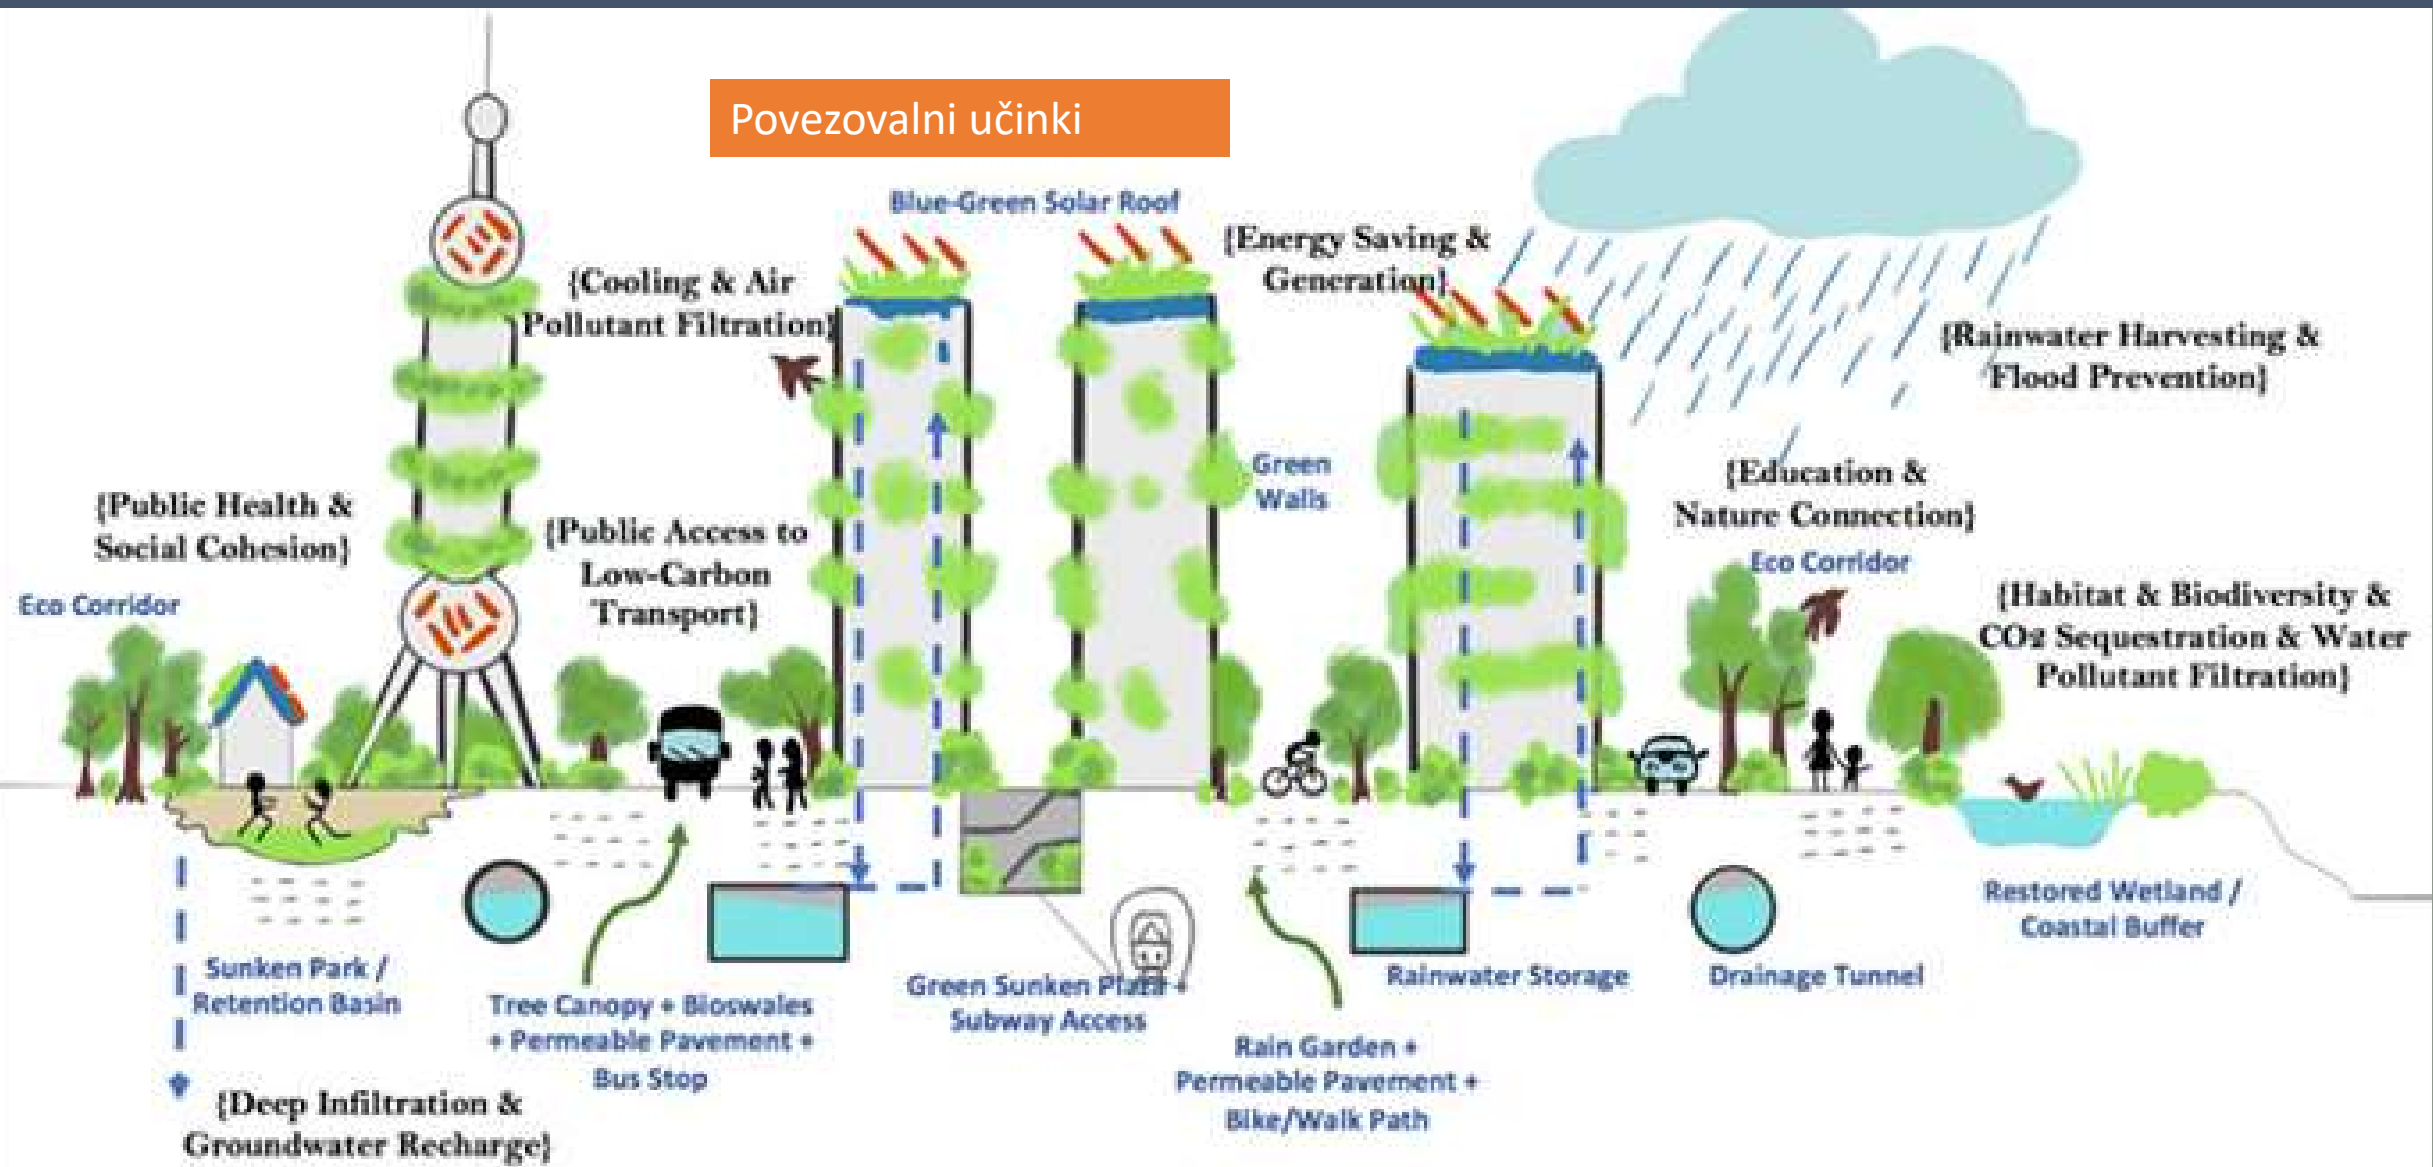 Povezovalni učinki
Blue-Green Solar Roof
{Energy Saving &
Generation}
{Cooling & Air
Pollutant Filtration}
{Rainwater Harvesting &
Flood Prevention}
Green
Walls
{Education &
Nature Connection}
Eco Corridor
{Public Health &
Social Cohesion}
{Public Access to
Low-Carbon
Transport}
Eco Corridor
{Habitat & Biodiversity &
CO2 Sequestration & Water
Pollutant Filtration}
Sunken Park /
Retention Basin
Tree Canopy + Bioswales
+ Permeable Pavement +
Bus Stop
Green Sunken Plaza +
Subway Access
Rain Garden +
Permeable Pavement +
Bike/Walk Path
Rainwater Storage
Drainage Tunnel
Restored Wetland /
Coastal Buffer
{Deep Infiltration &
Groundwater Recharge}